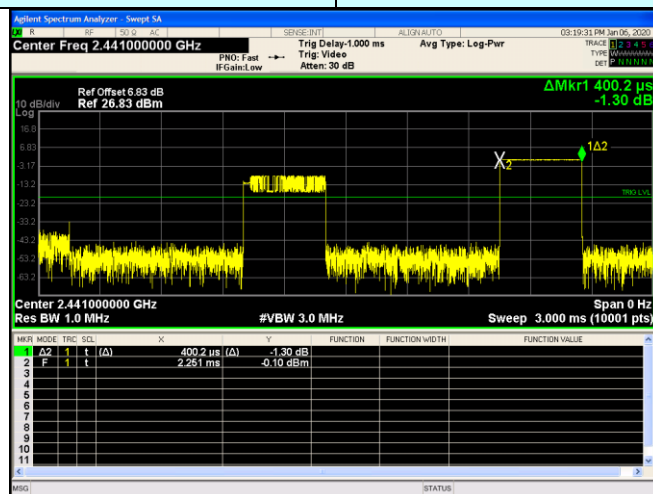 Agilent Spectrum Analyzer - Swept SA
R RF 50 Ω AC SENSE:INT ALIGN AUTO 03:19:31 PM Jan 06, 2020
Center Freq 2.441000000 GHz
PNO: Fast
IFGain:Low
Trig Delay-1.000 ms
Trig: Video
Atten: 30 dB
Avg Type: Log-Pwr
TRACE 1 2 3 4 5 6
TYPE
DET P N N N N N
Ref Offset 6.83 dB
10 dB/div Ref 26.83 dBm
Log
ΔMkr1 400.2 µs
-1.30 dB
16.8
6.83
-3.17
-13.2
-23.2
-33.2
-43.2
-53.2
-63.2
X2
1Δ2
TRIG LVL
Center 2.441000000 GHz Span 0 Hz
Res BW 1.0 MHz #VBW 3.0 MHz Sweep 3.000 ms (10001 pts)
MKR MODE TRC SCL X Y FUNCTION FUNCTION WIDTH FUNCTION VALUE
1 Δ2 1 t (Δ) 400.2 µs (Δ) -1.30 dB
2 F 1 t 2.251 ms -0.10 dBm
3
4
5
6
7
8
9
10
11
MSG STATUS